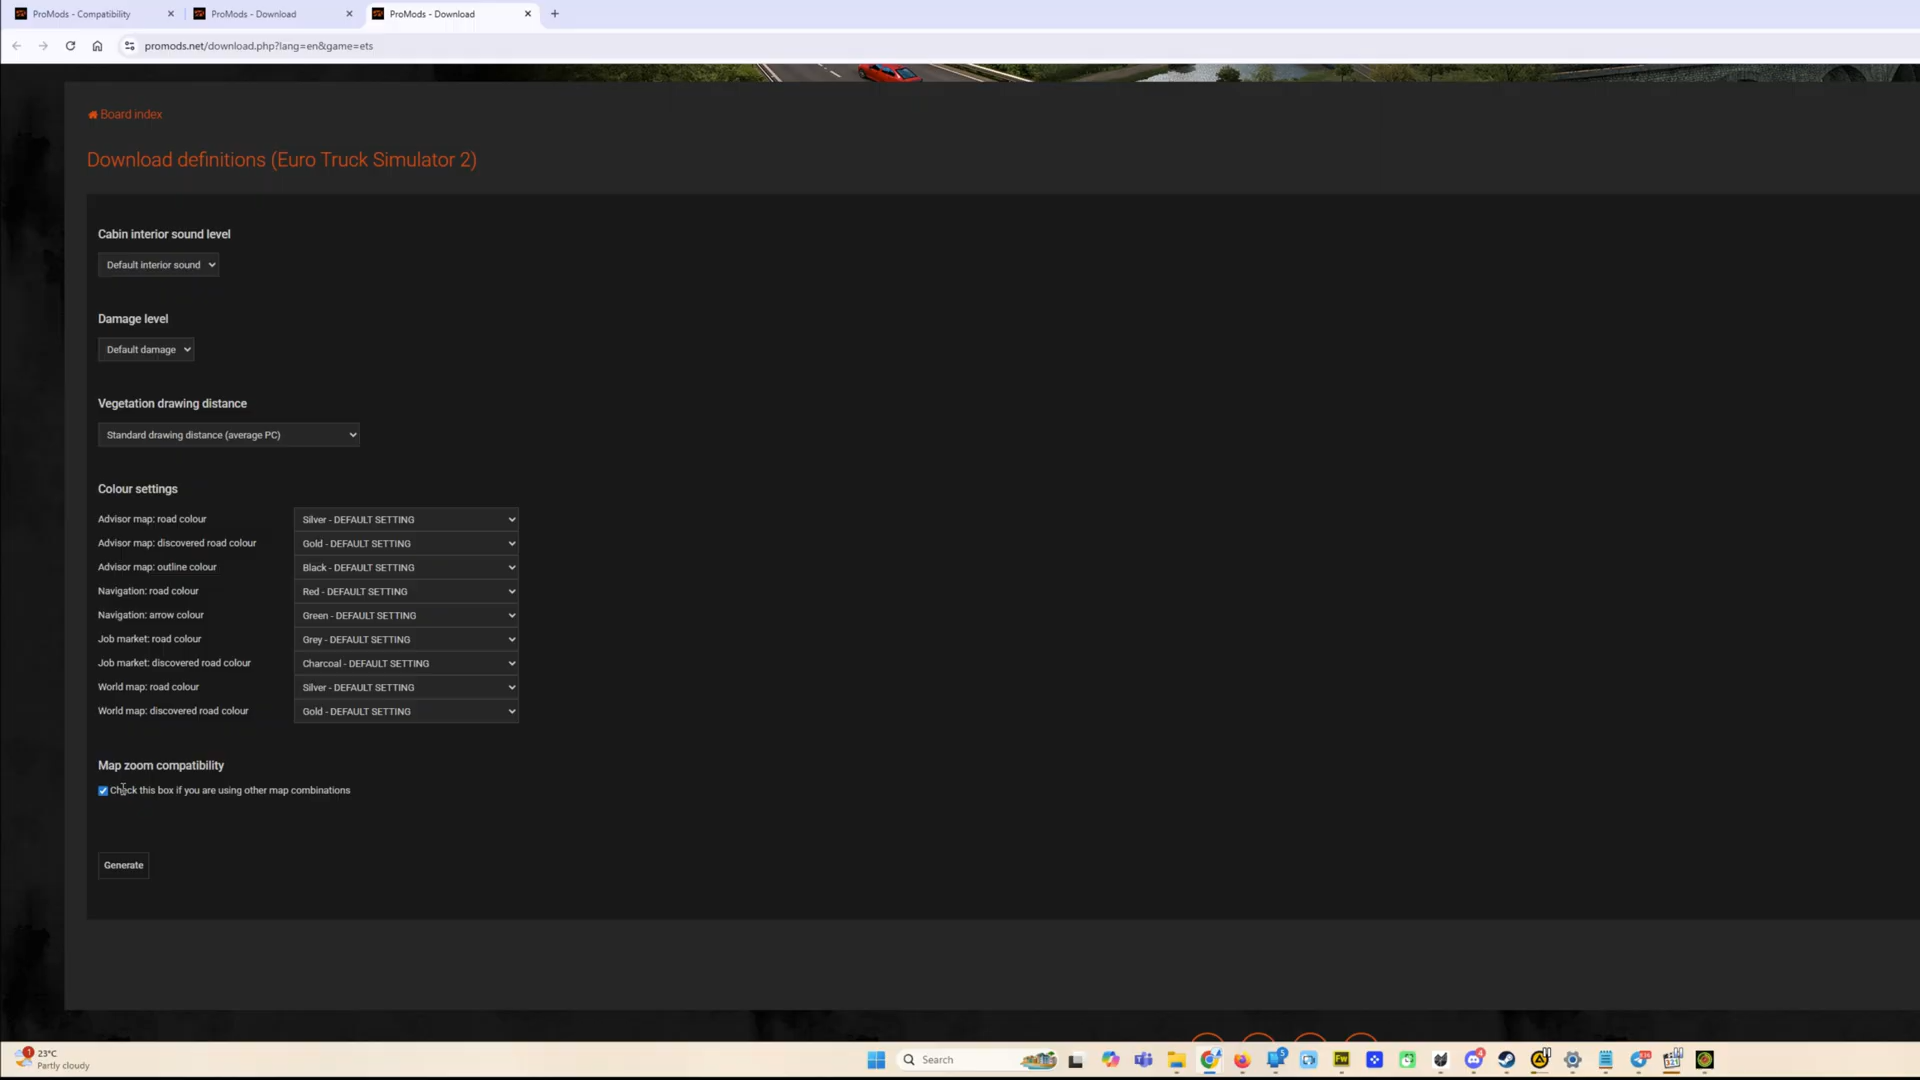 ProMods - Compatibility
ProMods - Download
ProMods - Download
promods.net/download.php?lang=en&game=ets
Board index
Download definitions (Euro Truck Simulator 2)
Cabin interior sound level
Default interior sound
Damage level
Default damage
Vegetation drawing distance
Standard drawing distance (average PC)
Colour settings
Advisor map: road colour Silver - DEFAULT SETTING
Advisor map: discovered road colour Gold - DEFAULT SETTING
Advisor map: outline colour Black - DEFAULT SETTING
Navigation: road colour Red - DEFAULT SETTING
Navigation: arrow colour Green - DEFAULT SETTING
Job market: road colour Grey - DEFAULT SETTING
Job market: discovered road colour Charcoal - DEFAULT SETTING
World map: road colour Silver - DEFAULT SETTING
World map: discovered road colour Gold - DEFAULT SETTING
Map zoom compatibility
Check this box if you are using other map combinations
Generate
23°C
Partly cloudy
Search